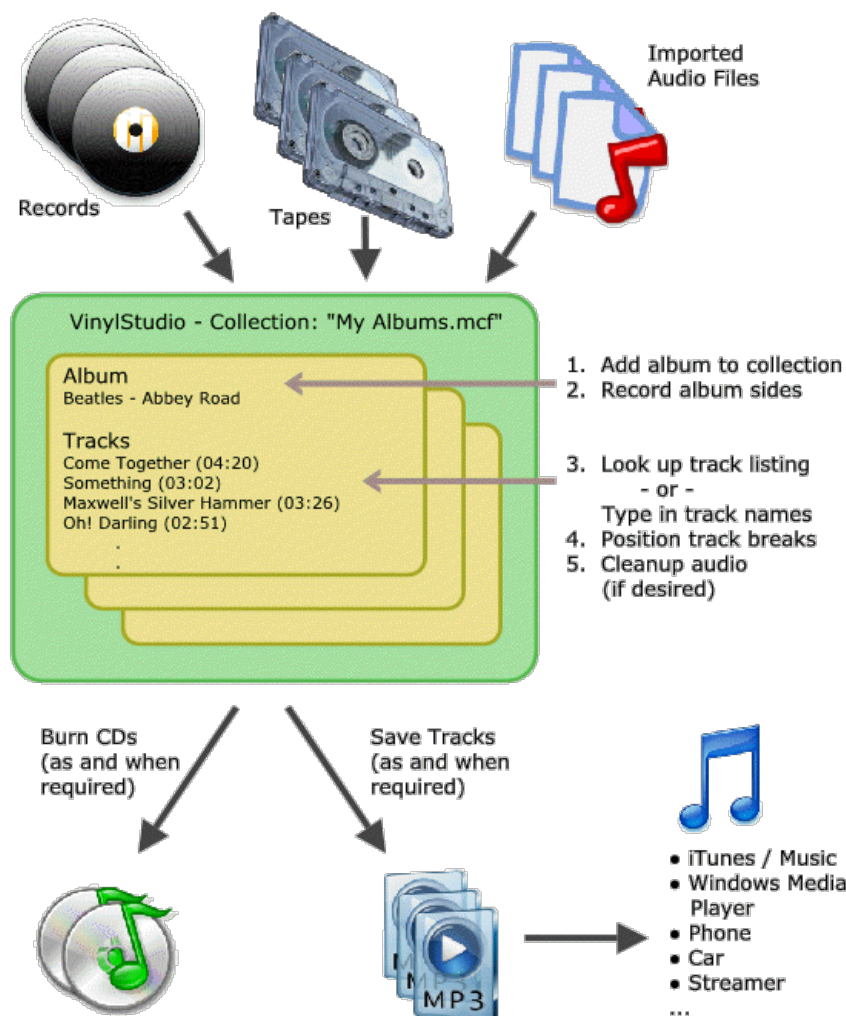 Records
Tapes
Imported
Audio Files
VinylStudio - Collection: "My Albums.mcf"
Album
Beatles - Abbey Road
Tracks
Come Together (04:20)
Something (03:02)
Maxwell's Silver Hammer (03:26)
Oh! Darling (02:51)
.
.
1. Add album to collection
2. Record album sides
3. Look up track listing
- or -
Type in track names
4. Position track breaks
5. Cleanup audio
(if desired)
Burn CDs
(as and when
required)
Save Tracks
(as and when
required)
MP3
• iTunes / Music
• Windows Media
Player
• Phone
• Car
• Streamer
...